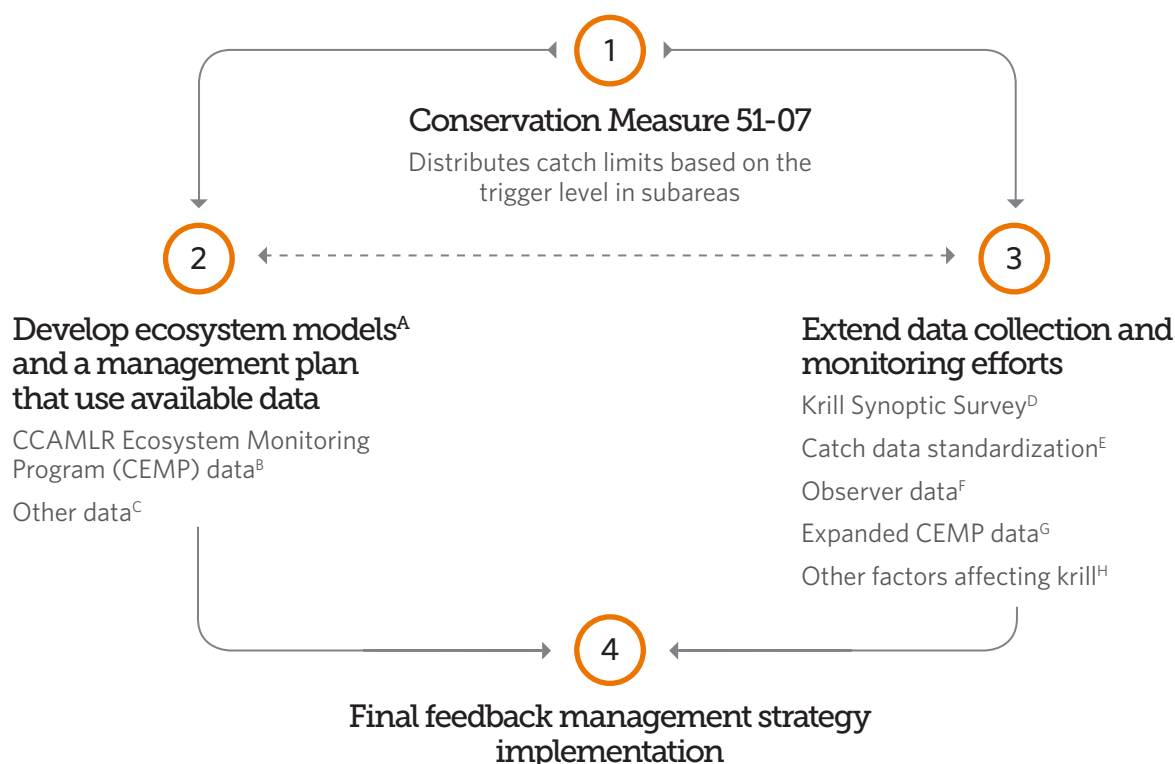 1
Conservation Measure 51-07
Distributes catch limits based on the
trigger level in subareas
2
Develop ecosystem modelsᴬ
and a management plan
that use available data
CCAMLR Ecosystem Monitoring
Program (CEMP) dataᴮ
Other dataᶜ
3
Extend data collection and
monitoring efforts
Krill Synoptic Surveyᴰ
Catch data standardizationᴱ
Observer dataᶠ
Expanded CEMP dataᴳ
Other factors affecting krillᴴ
4
Final feedback management strategy
implementation